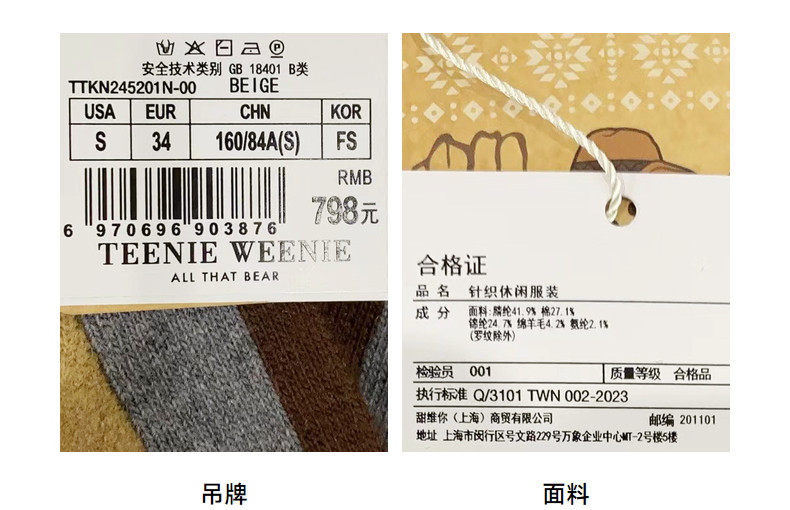 安全技术类别 GB 18401 B类
TTKN245201N-00 BEIGE
USA EUR CHN KOR
S 34 160/84A(S) FS
RMB
798元
6 970696 903876
TEENIE WEENIE
ALL THAT BEAR
合格证
品名 针织休闲服装
成分 面料:腈纶41.9% 棉27.1%
锦纶24.7% 绵羊毛4.2% 氨纶2.1%
(罗纹除外)
检验员 001 质量等级 合格品
执行标准 Q/3101 TWN 002-2023
甜维你（上海）商贸有限公司 邮编 201101
地址 上海市闵行区号文路229号万象企业中心MT-2号楼5楼
吊牌
面料